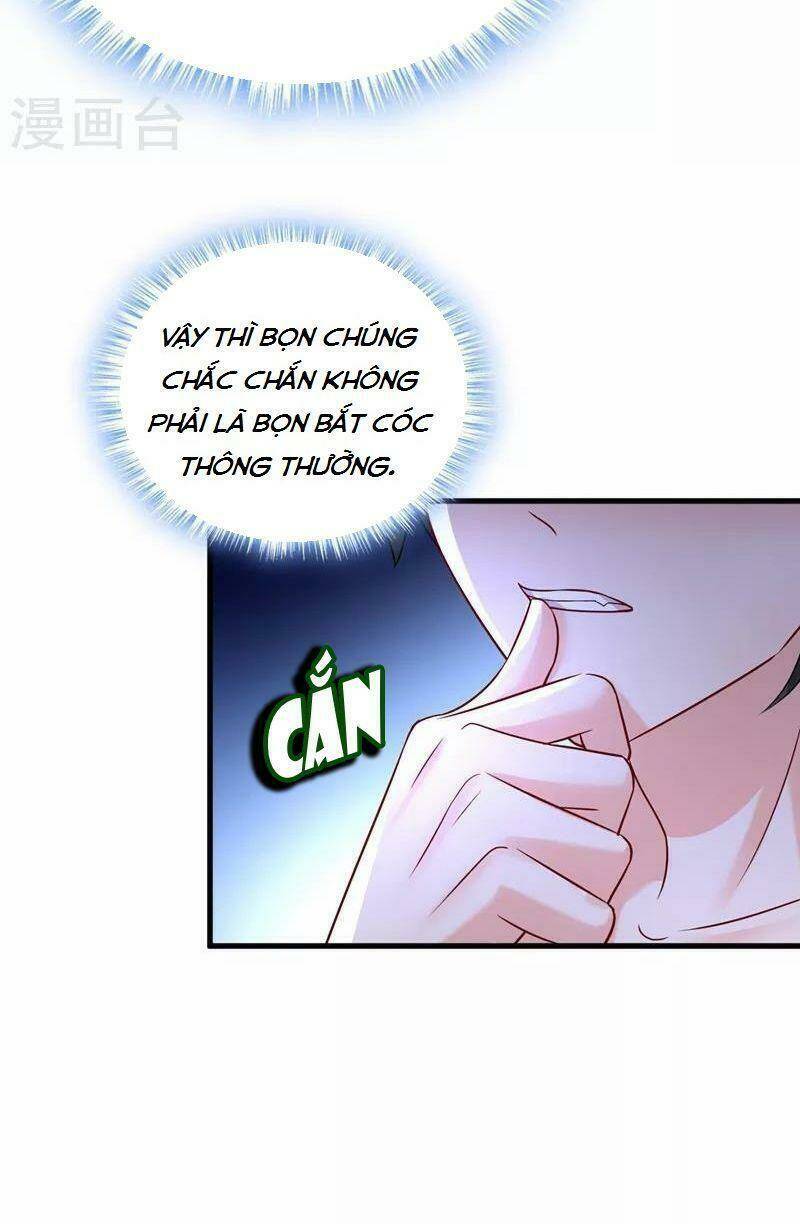 漫画台
VẬY THÌ BỌN CHÚNG
CHẮC CHẮN KHÔNG
PHẢI LÀ BỌN BẮT CÓC
THÔNG THƯỜNG.
CẮN